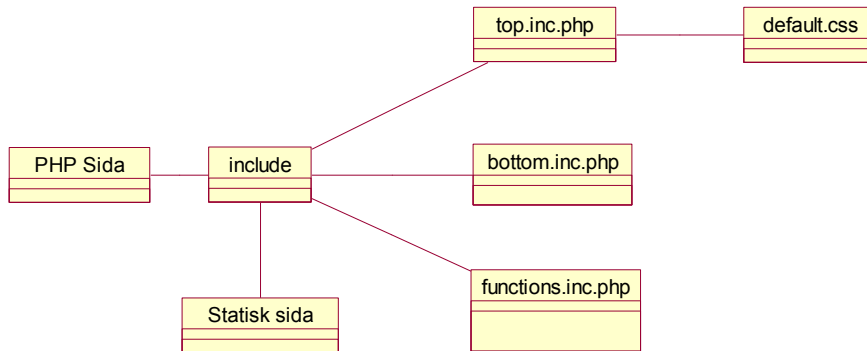 top.inc.php
default.css
PHP Sida
include
bottom.inc.php
Statisk sida
functions.inc.php